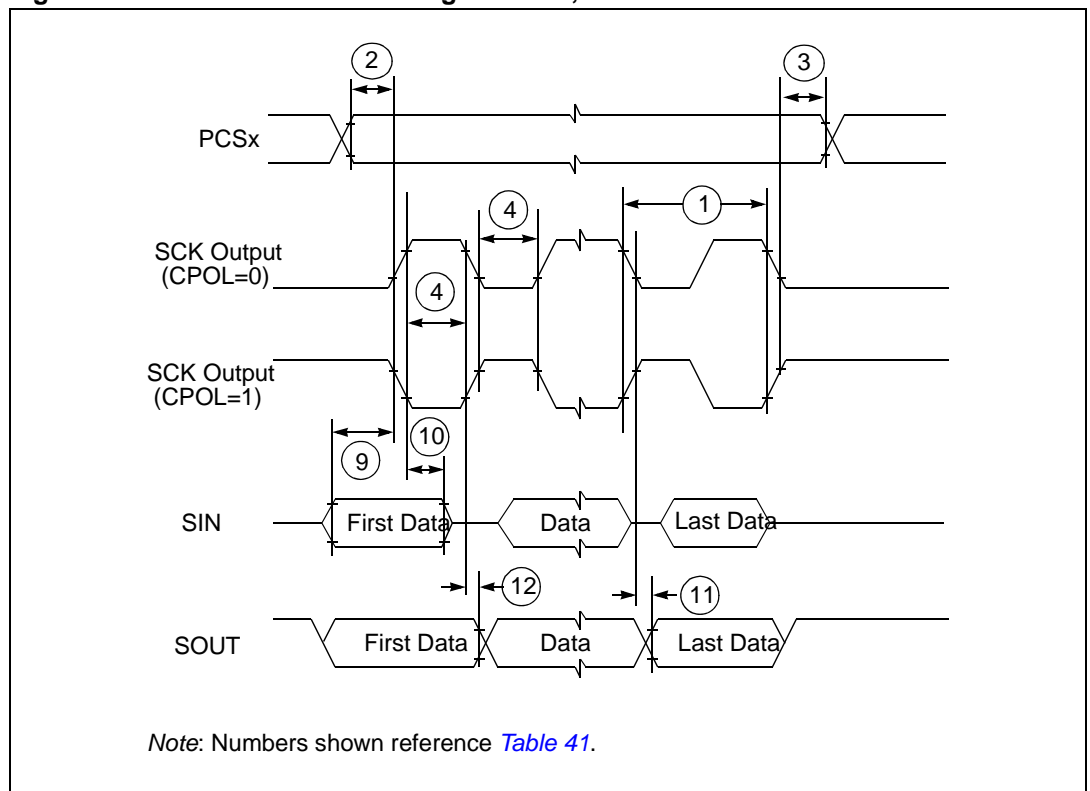 2
3
PCSx
4
1
SCK Output
(CPOL=0)
4
SCK Output
(CPOL=1)
10
9
SIN
First Data
Data
Last Data
12
11
SOUT
First Data
Data
Last Data
Note: Numbers shown reference Table 41.